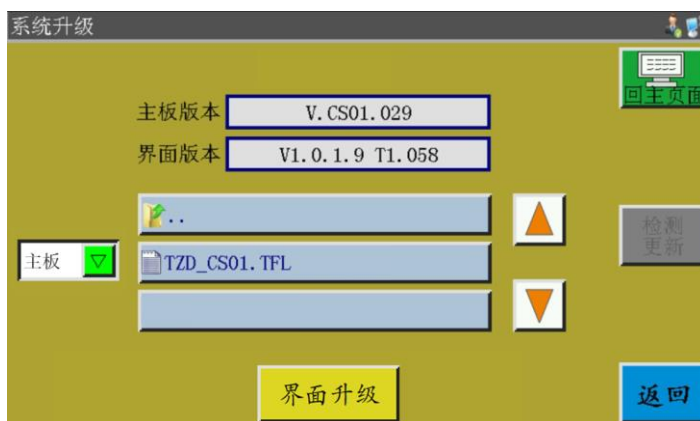 系统升级
回主页面
主板版本 V.CS01.029
界面版本 V1.0.1.9 T1.058
..
检测
更新
主板
TZD_CS01.TFL
界面升级
返回